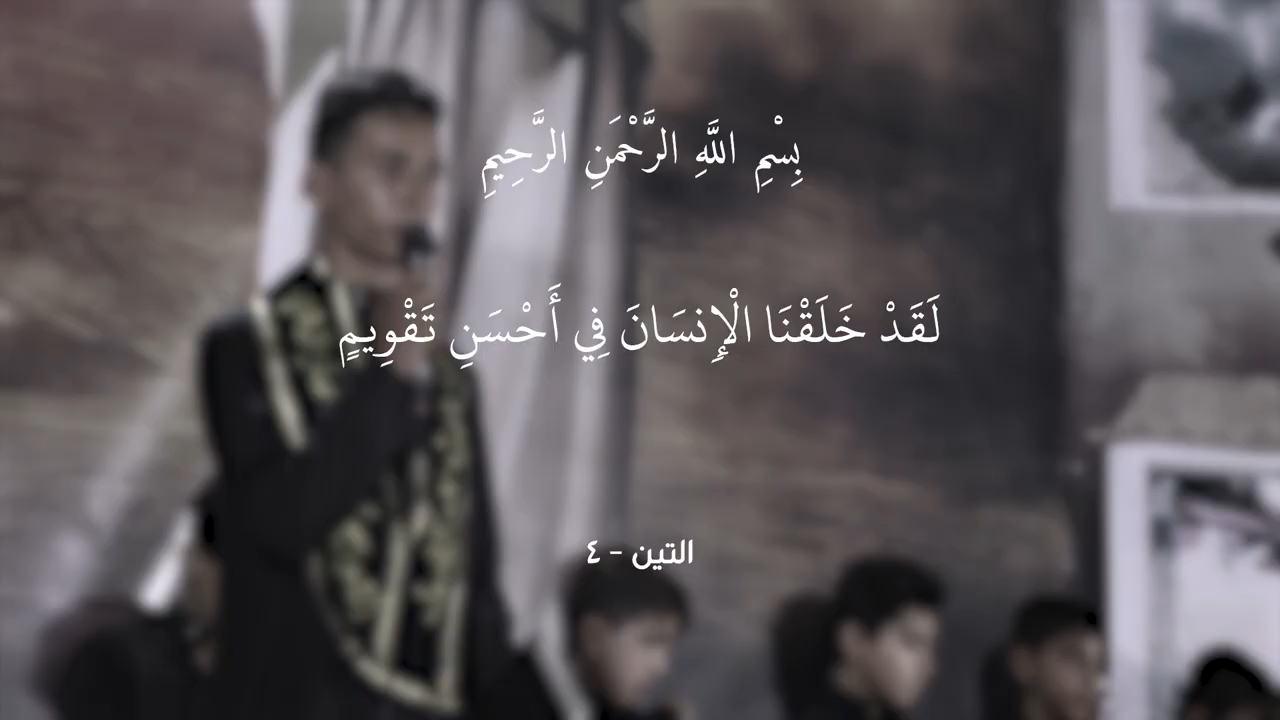 بِسْمِ اللَّهِ الرَّحْمَنِ الرَّحِيمِ
لَقَدْ خَلَقْنَا الْإِنسَانَ فِي أَحْسَنِ تَقْوِيمٍ
التين - ٤